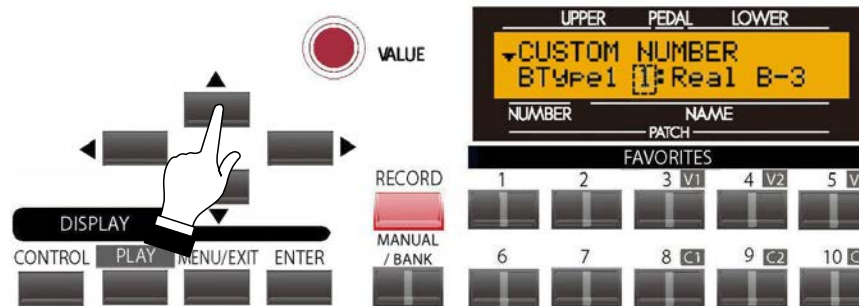 UPPER PEDAL LOWER
VALUE
CUSTOM NUMBER
BType1 1:Real B-3
NUMBER NAME
PATCH
FAVORITES
RECORD
1 2 3 V1 4 V2 5
DISPLAY
MANUAL
/ BANK
CONTROL PLAY MENU/EXIT ENTER
6 7 8 C1 9 C2 10